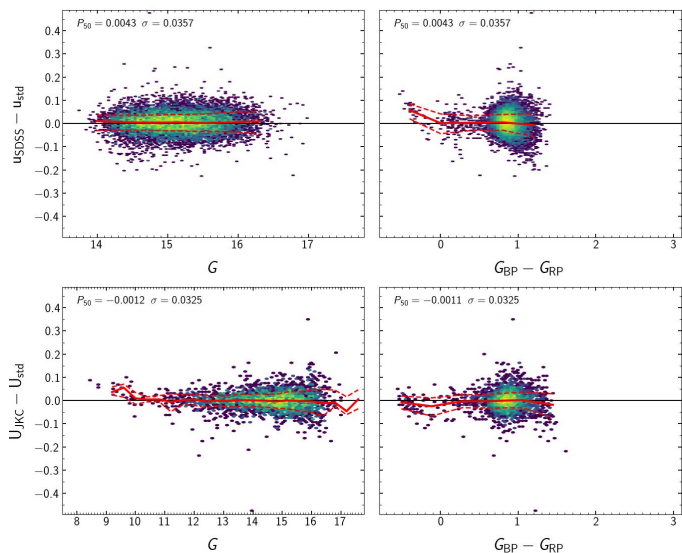 P50 = 0.0043 σ = 0.0357
P50 = 0.0043 σ = 0.0357
uSDSS − ustd
0.4
0.3
0.2
0.1
0.0
−0.1
−0.2
−0.3
−0.4
14 15 16 17
0 1 2 3
G
GBP − GRP
P50 = −0.0012 σ = 0.0325
P50 = −0.0011 σ = 0.0325
UJKC − Ustd
0.4
0.3
0.2
0.1
0.0
−0.1
−0.2
−0.3
−0.4
8 9 10 11 12 13 14 15 16 17
0 1 2 3
G
GBP − GRP